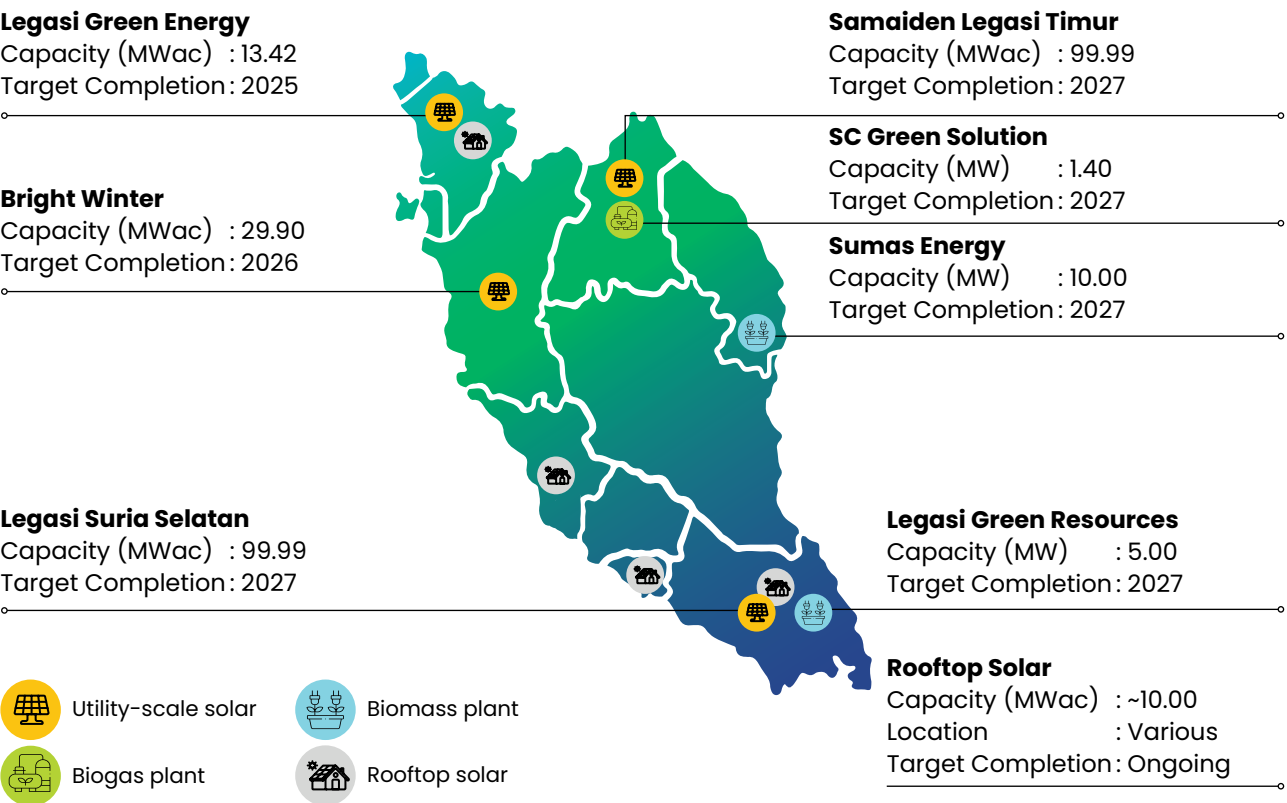 Legasi Green Energy
Capacity (MWac) : 13.42
Target Completion : 2025
Bright Winter
Capacity (MWac) : 29.90
Target Completion : 2026
Legasi Suria Selatan
Capacity (MWac) : 99.99
Target Completion : 2027
Samaiden Legasi Timur
Capacity (MWac) : 99.99
Target Completion : 2027
SC Green Solution
Capacity (MW) : 1.40
Target Completion : 2027
Sumas Energy
Capacity (MW) : 10.00
Target Completion : 2027
Legasi Green Resources
Capacity (MW) : 5.00
Target Completion : 2027
Rooftop Solar
Capacity (MWac) : ~10.00
Location : Various
Target Completion : Ongoing
Utility-scale solar
Biomass plant
Biogas plant
Rooftop solar